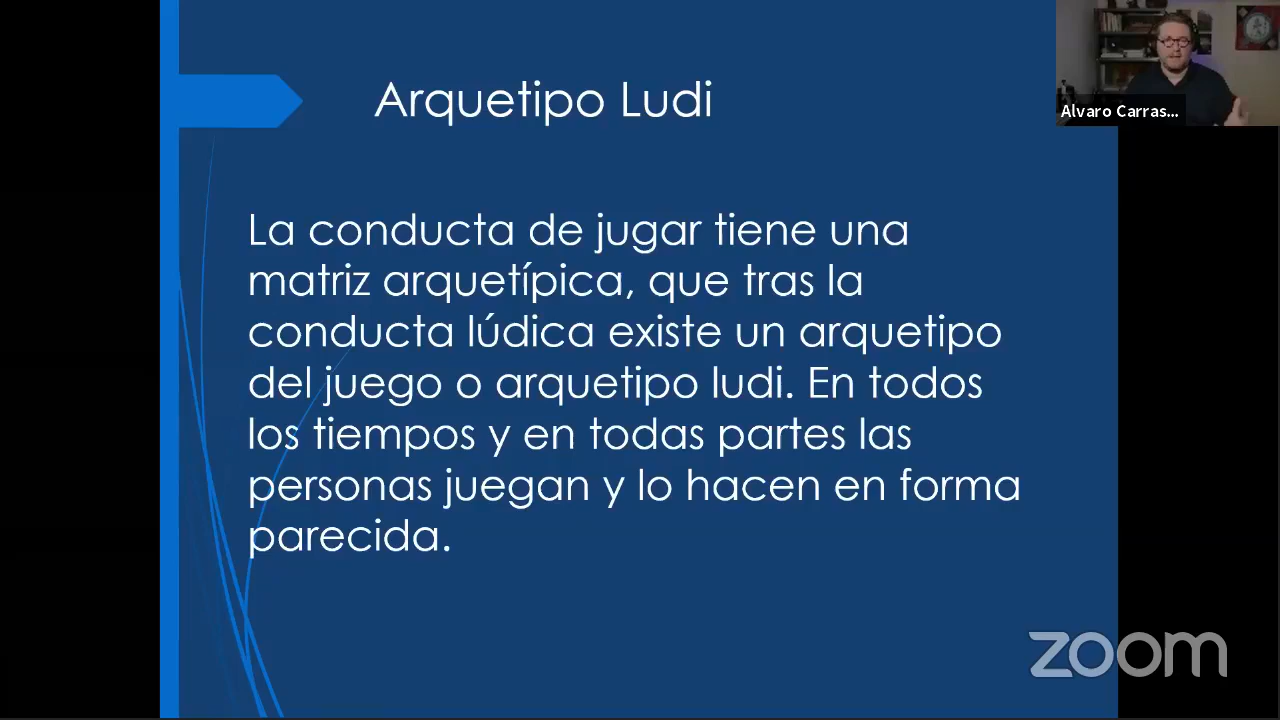 Arquetipo Ludi
Alvaro Carras...
La conducta de jugar tiene una
matriz arquetípica, que tras la
conducta lúdica existe un arquetipo
del juego o arquetipo ludi. En todos
los tiempos y en todas partes las
personas juegan y lo hacen en forma
parecida.
zoom